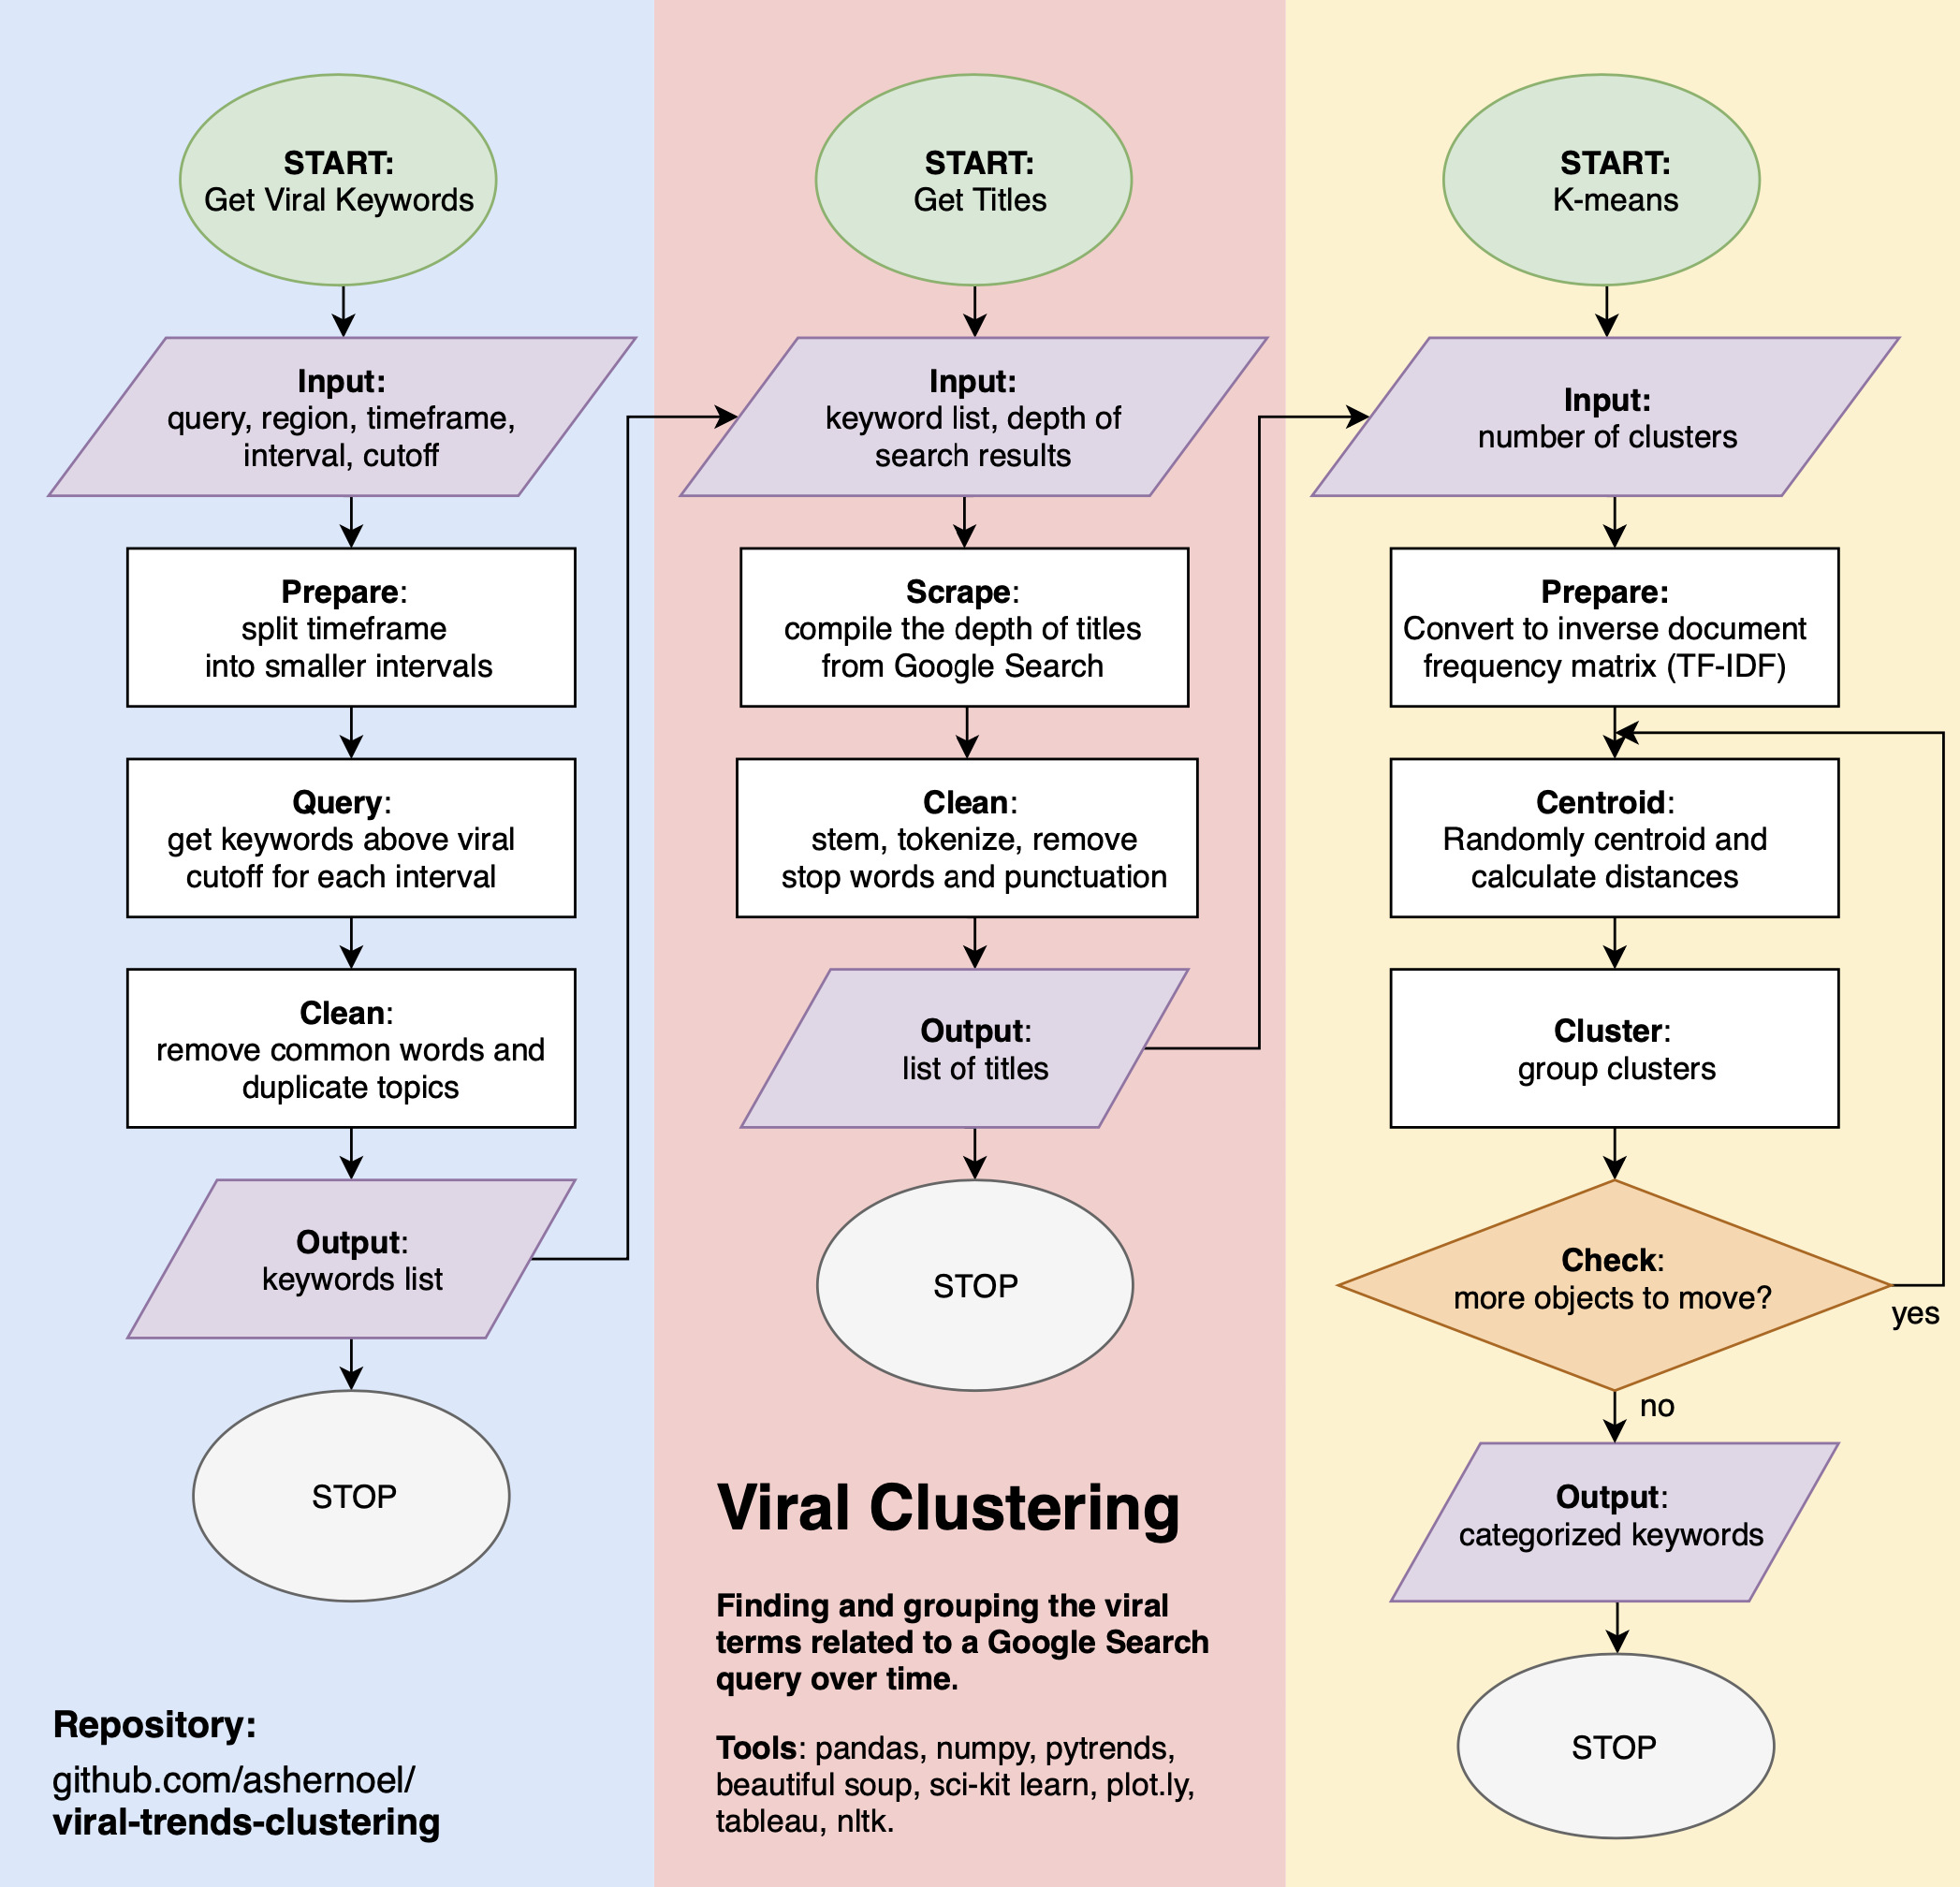 START:
Get Viral Keywords
Input:
query, region, timeframe,
interval, cutoff
Prepare:
split timeframe
into smaller intervals
Query:
get keywords above viral
cutoff for each interval
Clean:
remove common words and
duplicate topics
Output:
keywords list
STOP
Repository:
github.com/ashernoel/
viral-trends-clustering
START:
Get Titles
Input:
keyword list, depth of
search results
Scrape:
compile the depth of titles
from Google Search
Clean:
stem, tokenize, remove
stop words and punctuation
Output:
list of titles
STOP
Viral Clustering
Finding and grouping the viral
terms related to a Google Search
query over time.
Tools: pandas, numpy, pytrends,
beautiful soup, sci-kit learn, plot.ly,
tableau, nltk.
START:
K-means
Input:
number of clusters
Prepare:
Convert to inverse document
frequency matrix (TF-IDF)
Centroid:
Randomly centroid and
calculate distances
Cluster:
group clusters
Check:
more objects to move?
yes
no
Output:
categorized keywords
STOP